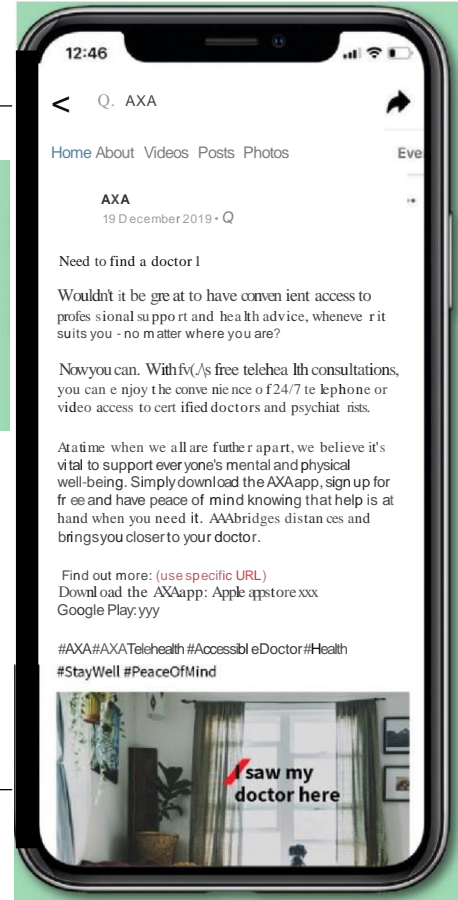 12:46
< Q. AXA
Home About Videos Posts Photos Eve
AXA
19 December 2019 • Q
Need to find a doctor l
Wouldn't it be great to have convenient access to
professional support and health advice, whenever it
suits you - no matter where you are?
Now you can. With fv(./\s free telehealth consultations,
you can enjoy the convenience of 24/7 telephone or
video access to certified doctors and psychiatrists.
At a time when we all are further apart, we believe it's
vital to support everyone's mental and physical
well-being. Simply download the AXA app, sign up for
free and have peace of mind knowing that help is at
hand when you need it. AAA bridges distances and
brings you closer to your doctor.
Find out more: (use specific URL)
Download the AXA app: Apple appstore xxx
Google Play: yyy
#AXA #AXATelehealth #AccessibleDoctor #Health
#StayWell #PeaceOfMind
I saw my
doctor here